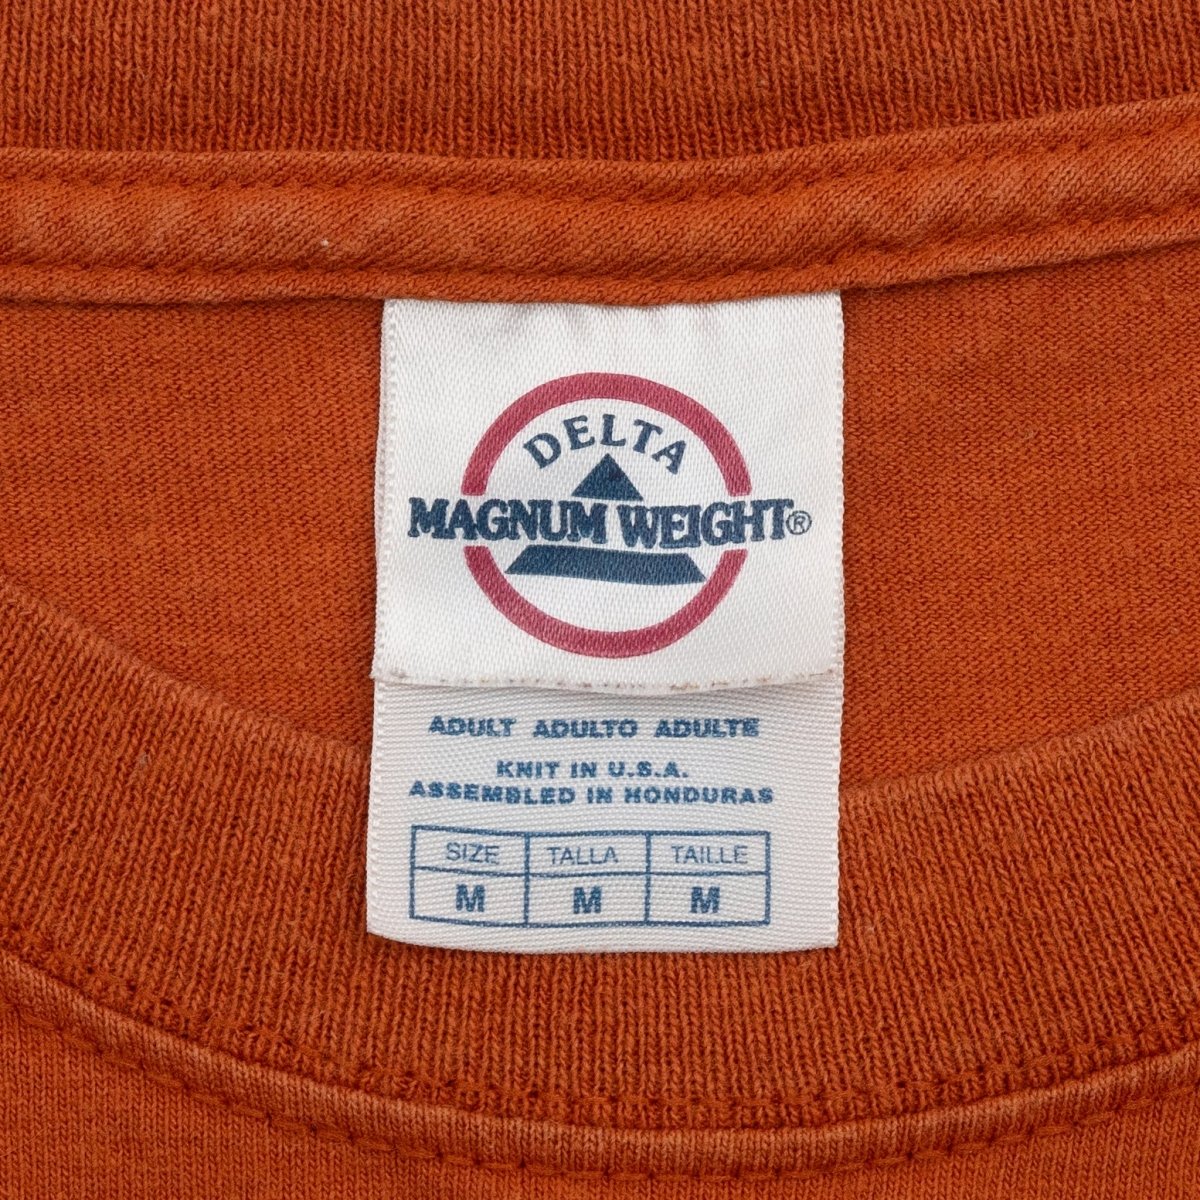 DELTA
MAGNUM WEIGHT®
ADULT ADULTO ADULTE
KNIT IN U.S.A.
ASSEMBLED IN HONDURAS
SIZE TALLA TAILLE
M M M